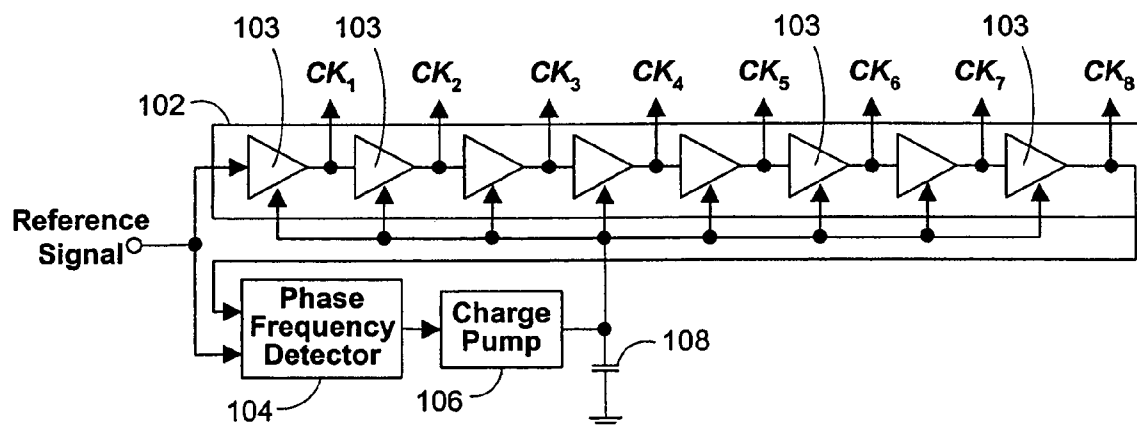 103 103 103 103
CK1 CK2 CK3 CK4 CK5 CK6 CK7 CK8
102
Reference
Signal
Phase
Frequency
Detector
Charge
Pump
108
104
106